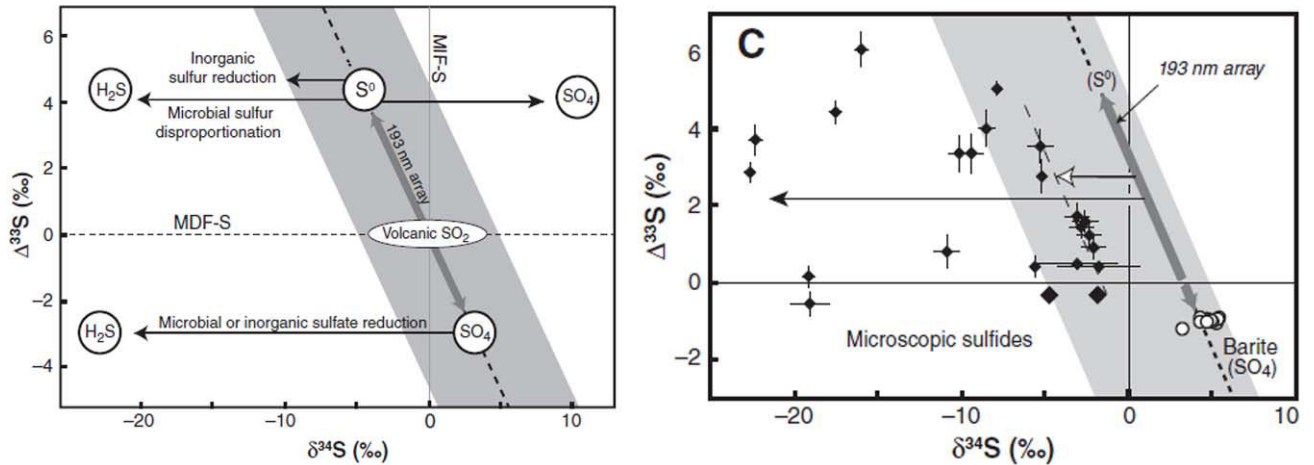 6
4
2
0
–2
–4
Δ³³S (‰)
MIF-S
Inorganic
sulfur reduction
H₂S
S⁰
SO₄
Microbial sulfur
disproportionation
193 nm array
MDF-S
Volcanic SO₂
H₂S
Microbial or inorganic sulfate reduction
SO₄
–20
–10
0
10
δ³⁴S (‰)
C
6
4
2
0
–2
Δ³³S (‰)
(S⁰)
193 nm array
Microscopic sulfides
Barite
(SO₄)
–20
–10
0
10
δ³⁴S (‰)